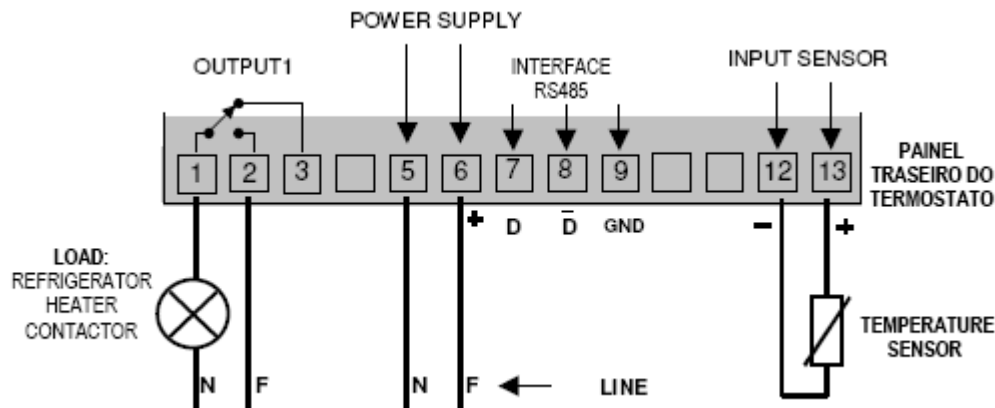 POWER SUPPLY
OUTPUT1
INTERFACE
RS485
INPUT SENSOR
1 2 3 5 6 7 8 9 12 13
PAINEL
TRASEIRO DO
TERMOSTATO
+ D D̅ GND - +
LOAD:
REFRIGERATOR
HEATER
CONTACTOR
TEMPERATURE
SENSOR
N F N F LINE